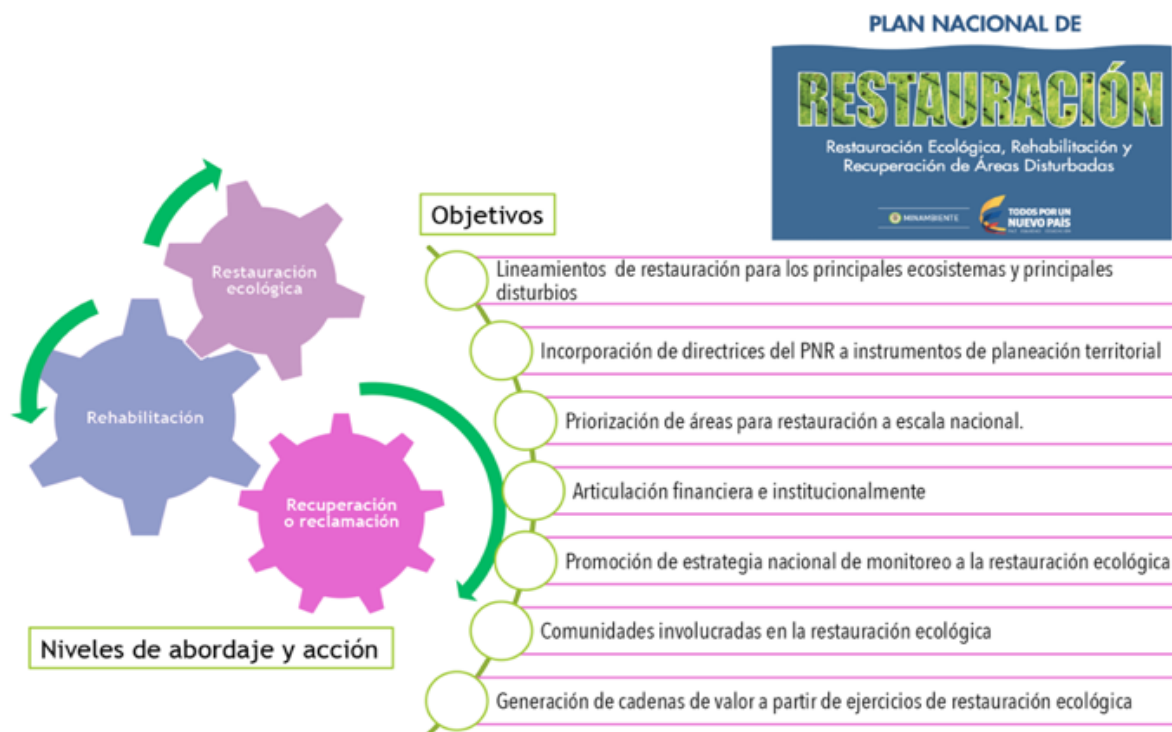 PLAN NACIONAL DE
RESTAURACIÓN
Restauración Ecológica, Rehabilitación y
Recuperación de Áreas Disturbadas
MINAMBIENTE
TODOS POR UN
NUEVO PAÍS
PAZ EQUIDAD EDUCACIÓN
Restauración
ecológica
Rehabilitación
Recuperación
o reclamación
Niveles de abordaje y acción
Objetivos
Lineamientos de restauración para los principales ecosistemas y principales
disturbios
Incorporación de directrices del PNR a instrumentos de planeación territorial
Priorización de áreas para restauración a escala nacional.
Articulación financiera e institucionalmente
Promoción de estrategia nacional de monitoreo a la restauración ecológica
Comunidades involucradas en la restauración ecológica
Generación de cadenas de valor a partir de ejercicios de restauración ecológica